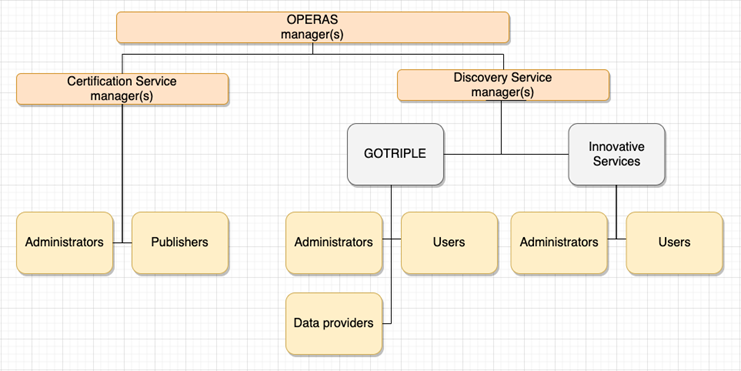 OPERAS
manager(s)
Certification Service
manager(s)
Discovery Service
manager(s)
GOTRIPLE
Innovative
Services
Administrators
Publishers
Administrators
Users
Administrators
Users
Data providers